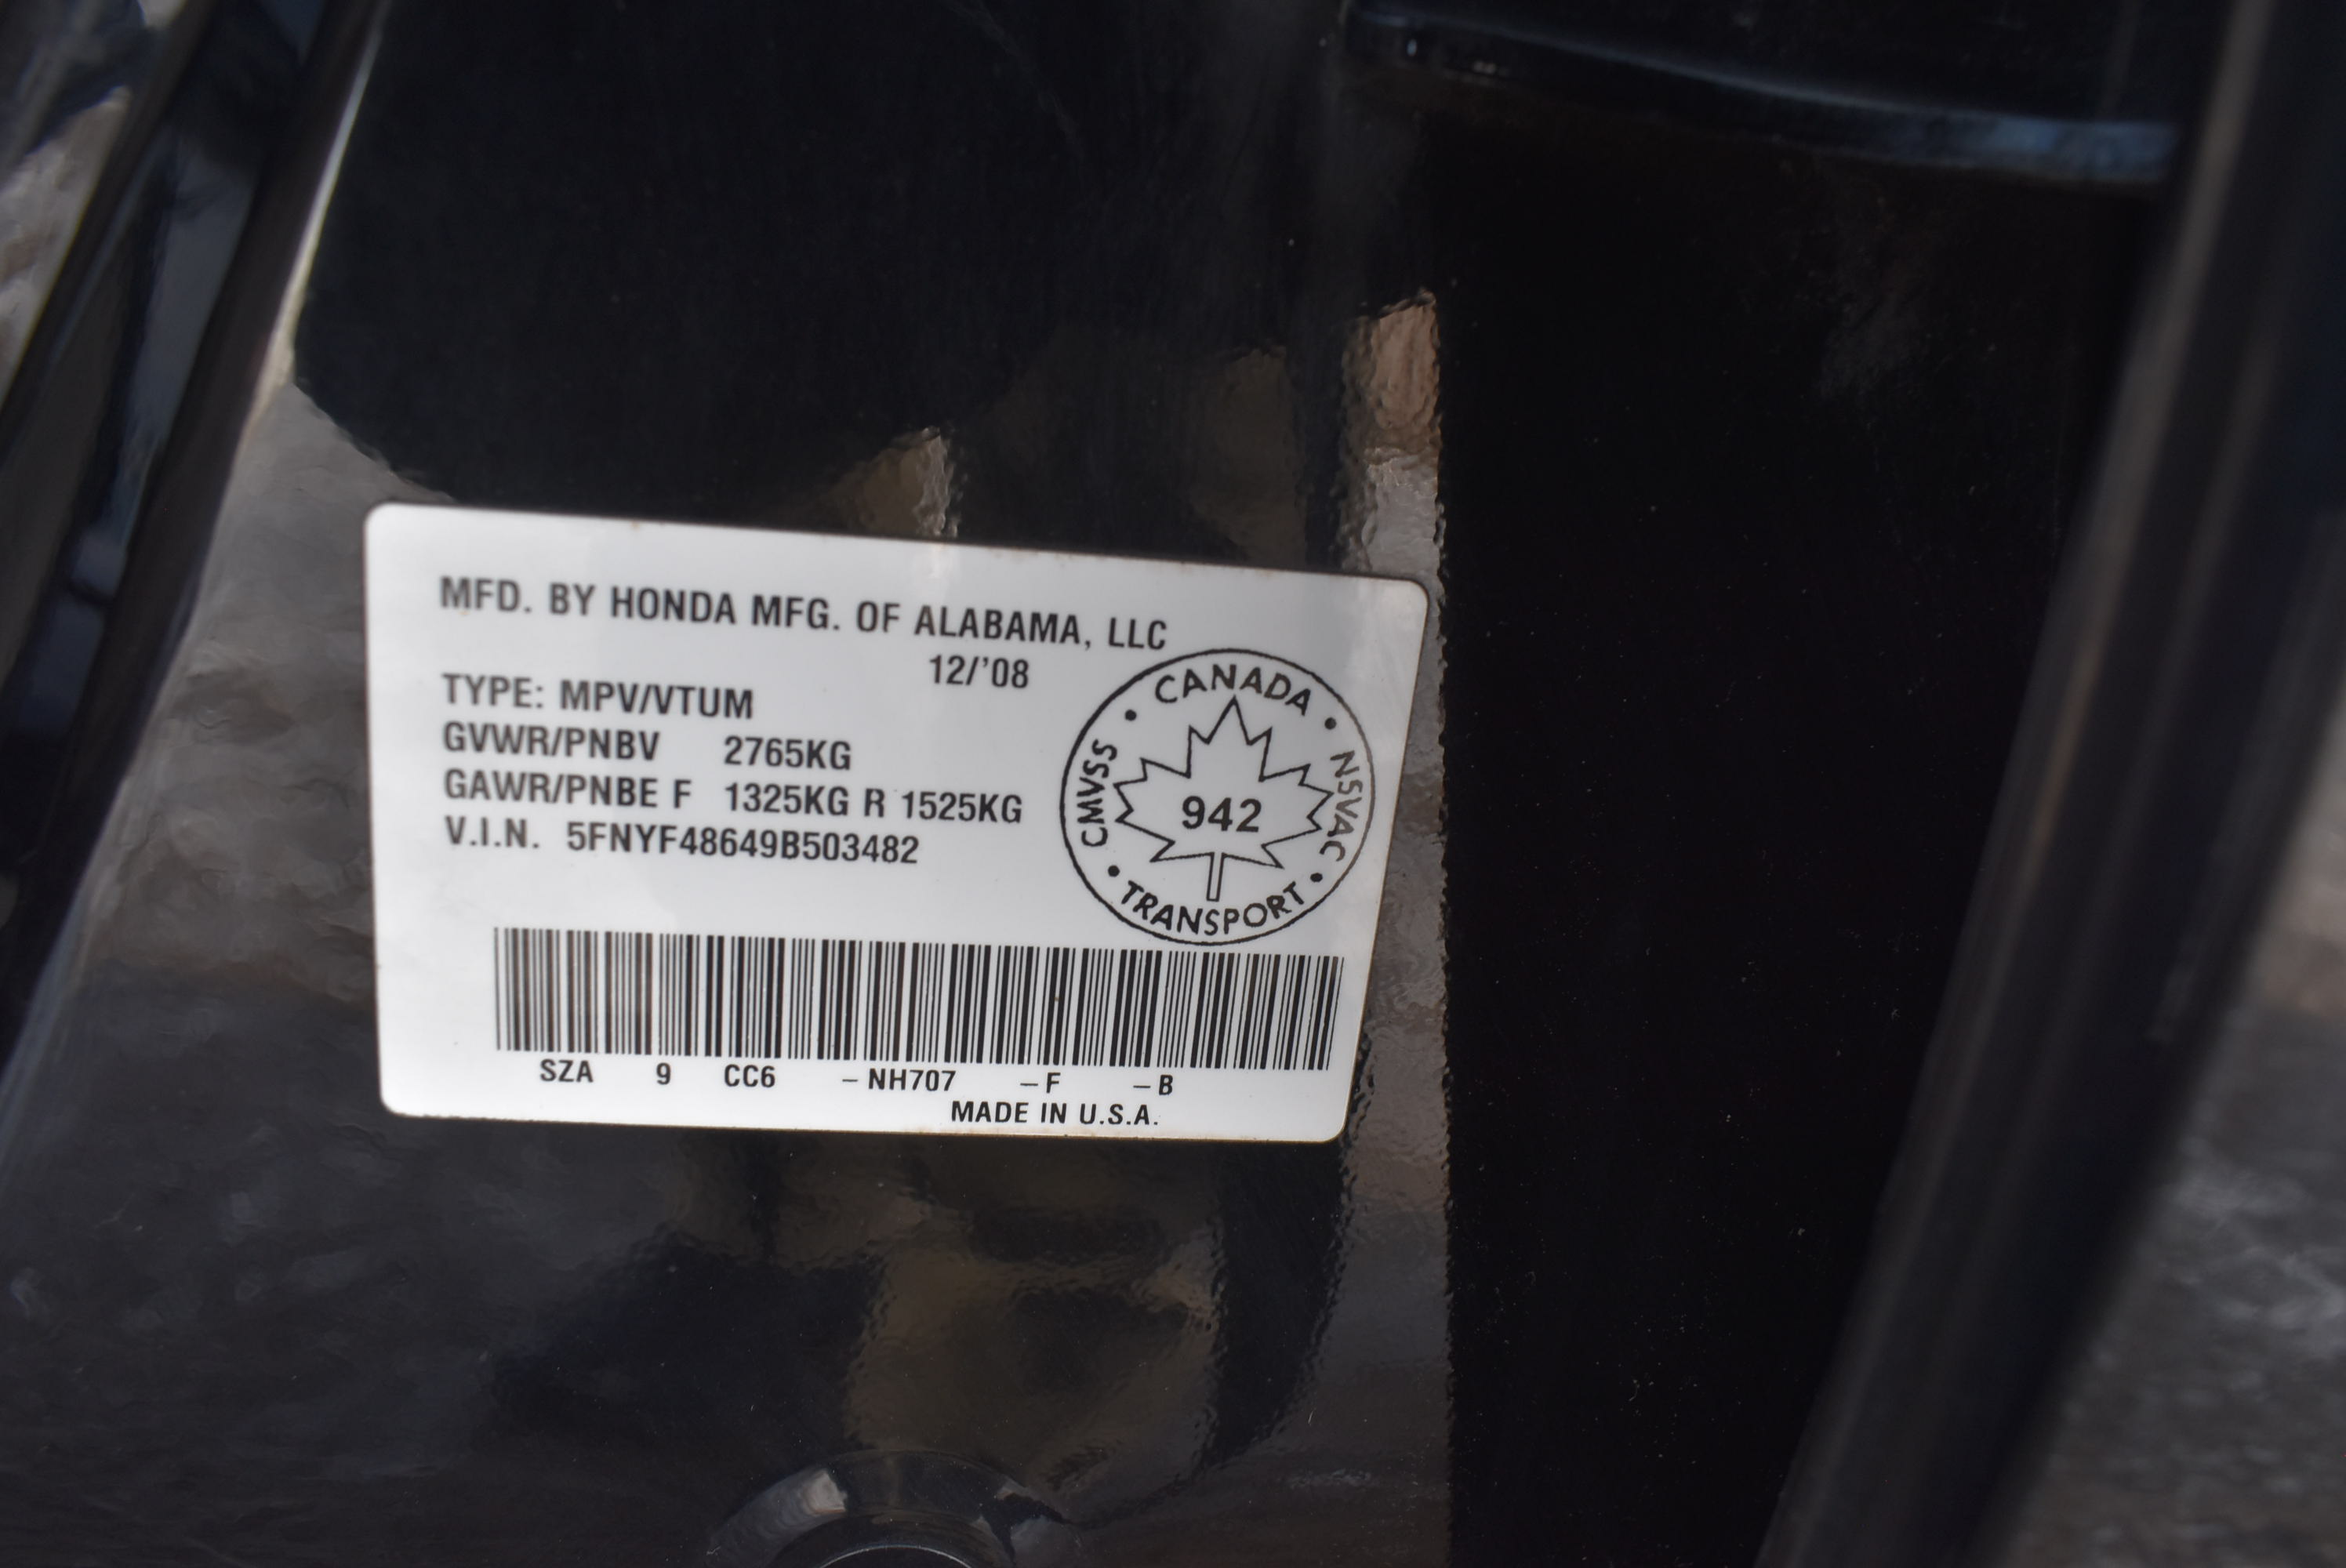 MFD. BY HONDA MFG. OF ALABAMA, LLC
12/'08
TYPE: MPV/VTUM
GVWR/PNBV 2765KG
GAWR/PNBE F 1325KG R 1525KG
V.I.N. 5FNYF48649B503482
CANADA
NSVAC
TRANSPORT
CMVSS
942
SZA 9 CC6 - NH707 - F - B
MADE IN U.S.A.